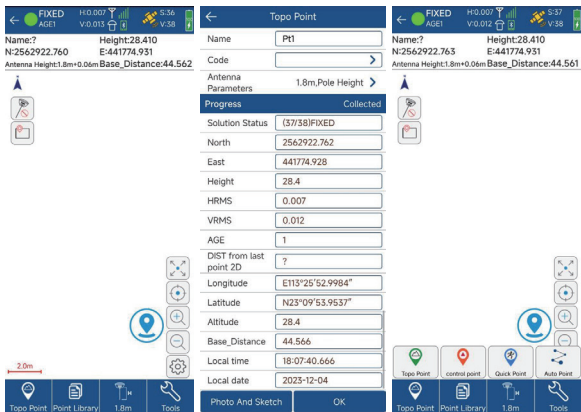 FIXED
AGE1
H:0.007
V:0.013
S:36
V:38
Name:?
Height:28.410
N:2562922.760
E:441774.931
Antenna Height:1.8m+0.06m
Base_Distance:44.562
A
2.0m
Topo Point
Point Library
1.8m
Tools
Topo Point
Name
Pt1
Code
Antenna
Parameters
1.8m,Pole Height
Progress
Collected
Solution Status
(37/38)FIXED
North
2562922.762
East
441774.928
Height
28.4
HRMS
0.007
VRMS
0.012
AGE
1
DIST from last
point 2D
?
Longitude
E113°25'52.9984"
Latitude
N23°09'53.9537"
Altitude
28.4
Base_Distance
44.566
Local time
18:07:40.666
Local date
2023-12-04
Photo And Sketch
OK
FIXED
AGE1
H:0.007
V:0.012
S:37
V:38
Name:?
Height:28.410
N:2562922.763
E:441774.931
Antenna Height:1.8m+0.06m
Base_Distance:44.561
A
Topo Point
control point
Quick Point
Auto Point
Topo Point
Point Library
1.8m
Tools